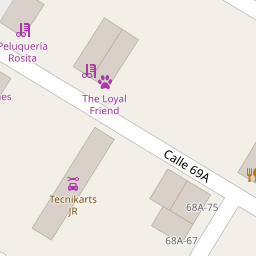 Peluquería
Rosita
The Loyal
Friend
Calle 69A
Tecnikarts
JR
68A-75
68A-67